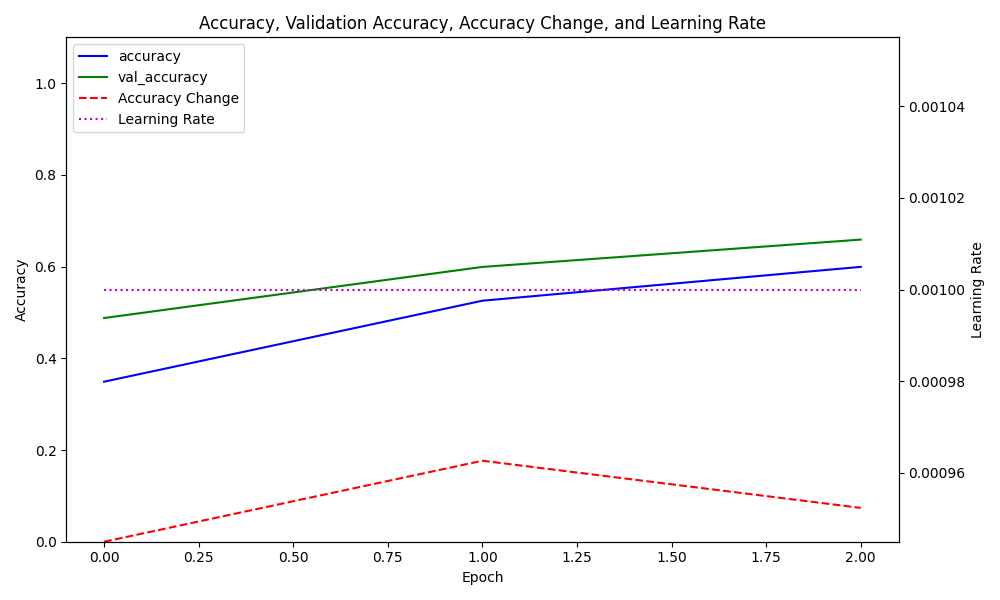 Accuracy, Validation Accuracy, Accuracy Change, and Learning Rate
accuracy
val_accuracy
Accuracy Change
Learning Rate
Accuracy
1.0
0.8
0.6
0.4
0.2
0.0
0.00104
0.00102
0.00100
0.00098
0.00096
Learning Rate
0.00 0.25 0.50 0.75 1.00 1.25 1.50 1.75 2.00
Epoch